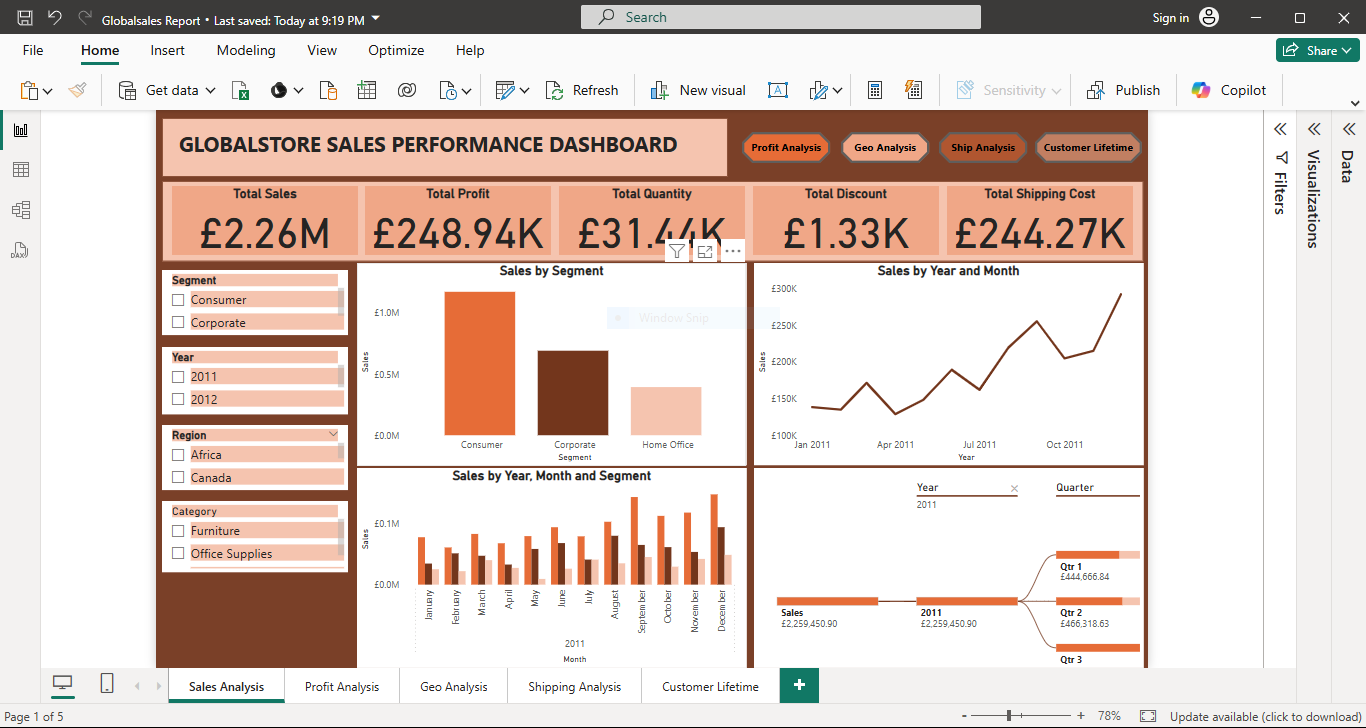 Globalsales Report • Last saved: Today at 9:19 PM
Search
Sign in
File
Home
Insert
Modeling
View
Optimize
Help
Share
Get data
Refresh
New visual
Sensitivity
Publish
Copilot
DAX
GLOBALSTORE SALES PERFORMANCE DASHBOARD
Profit Analysis
Geo Analysis
Ship Analysis
Customer Lifetime
Total Sales
£2.26M
Total Profit
£248.94K
Total Quantity
£31.44K
Total Discount
£1.33K
Total Shipping Cost
£244.27K
Segment
Consumer
Corporate
Year
2011
2012
Region
Africa
Canada
Category
Furniture
Office Supplies
Sales by Segment
£1.0M
£0.5M
£0.0M
Sales
Consumer
Corporate
Home Office
Segment
Window Snip
Sales by Year and Month
£300K
£250K
£200K
£150K
£100K
Sales
Jan 2011
Apr 2011
Jul 2011
Oct 2011
Year
Sales by Year, Month and Segment
£0.1M
£0.0M
Sales
January
February
March
April
May
June
July
August
September
October
November
December
2011
Month
Year
2011
Quarter
Sales
£2,259,450.90
2011
£2,259,450.90
Qtr 1
£444,666.84
Qtr 2
£466,318.63
Qtr 3
Filters
Visualizations
Data
Sales Analysis
Profit Analysis
Geo Analysis
Shipping Analysis
Customer Lifetime
Page 1 of 5
78%
Update available (click to download)